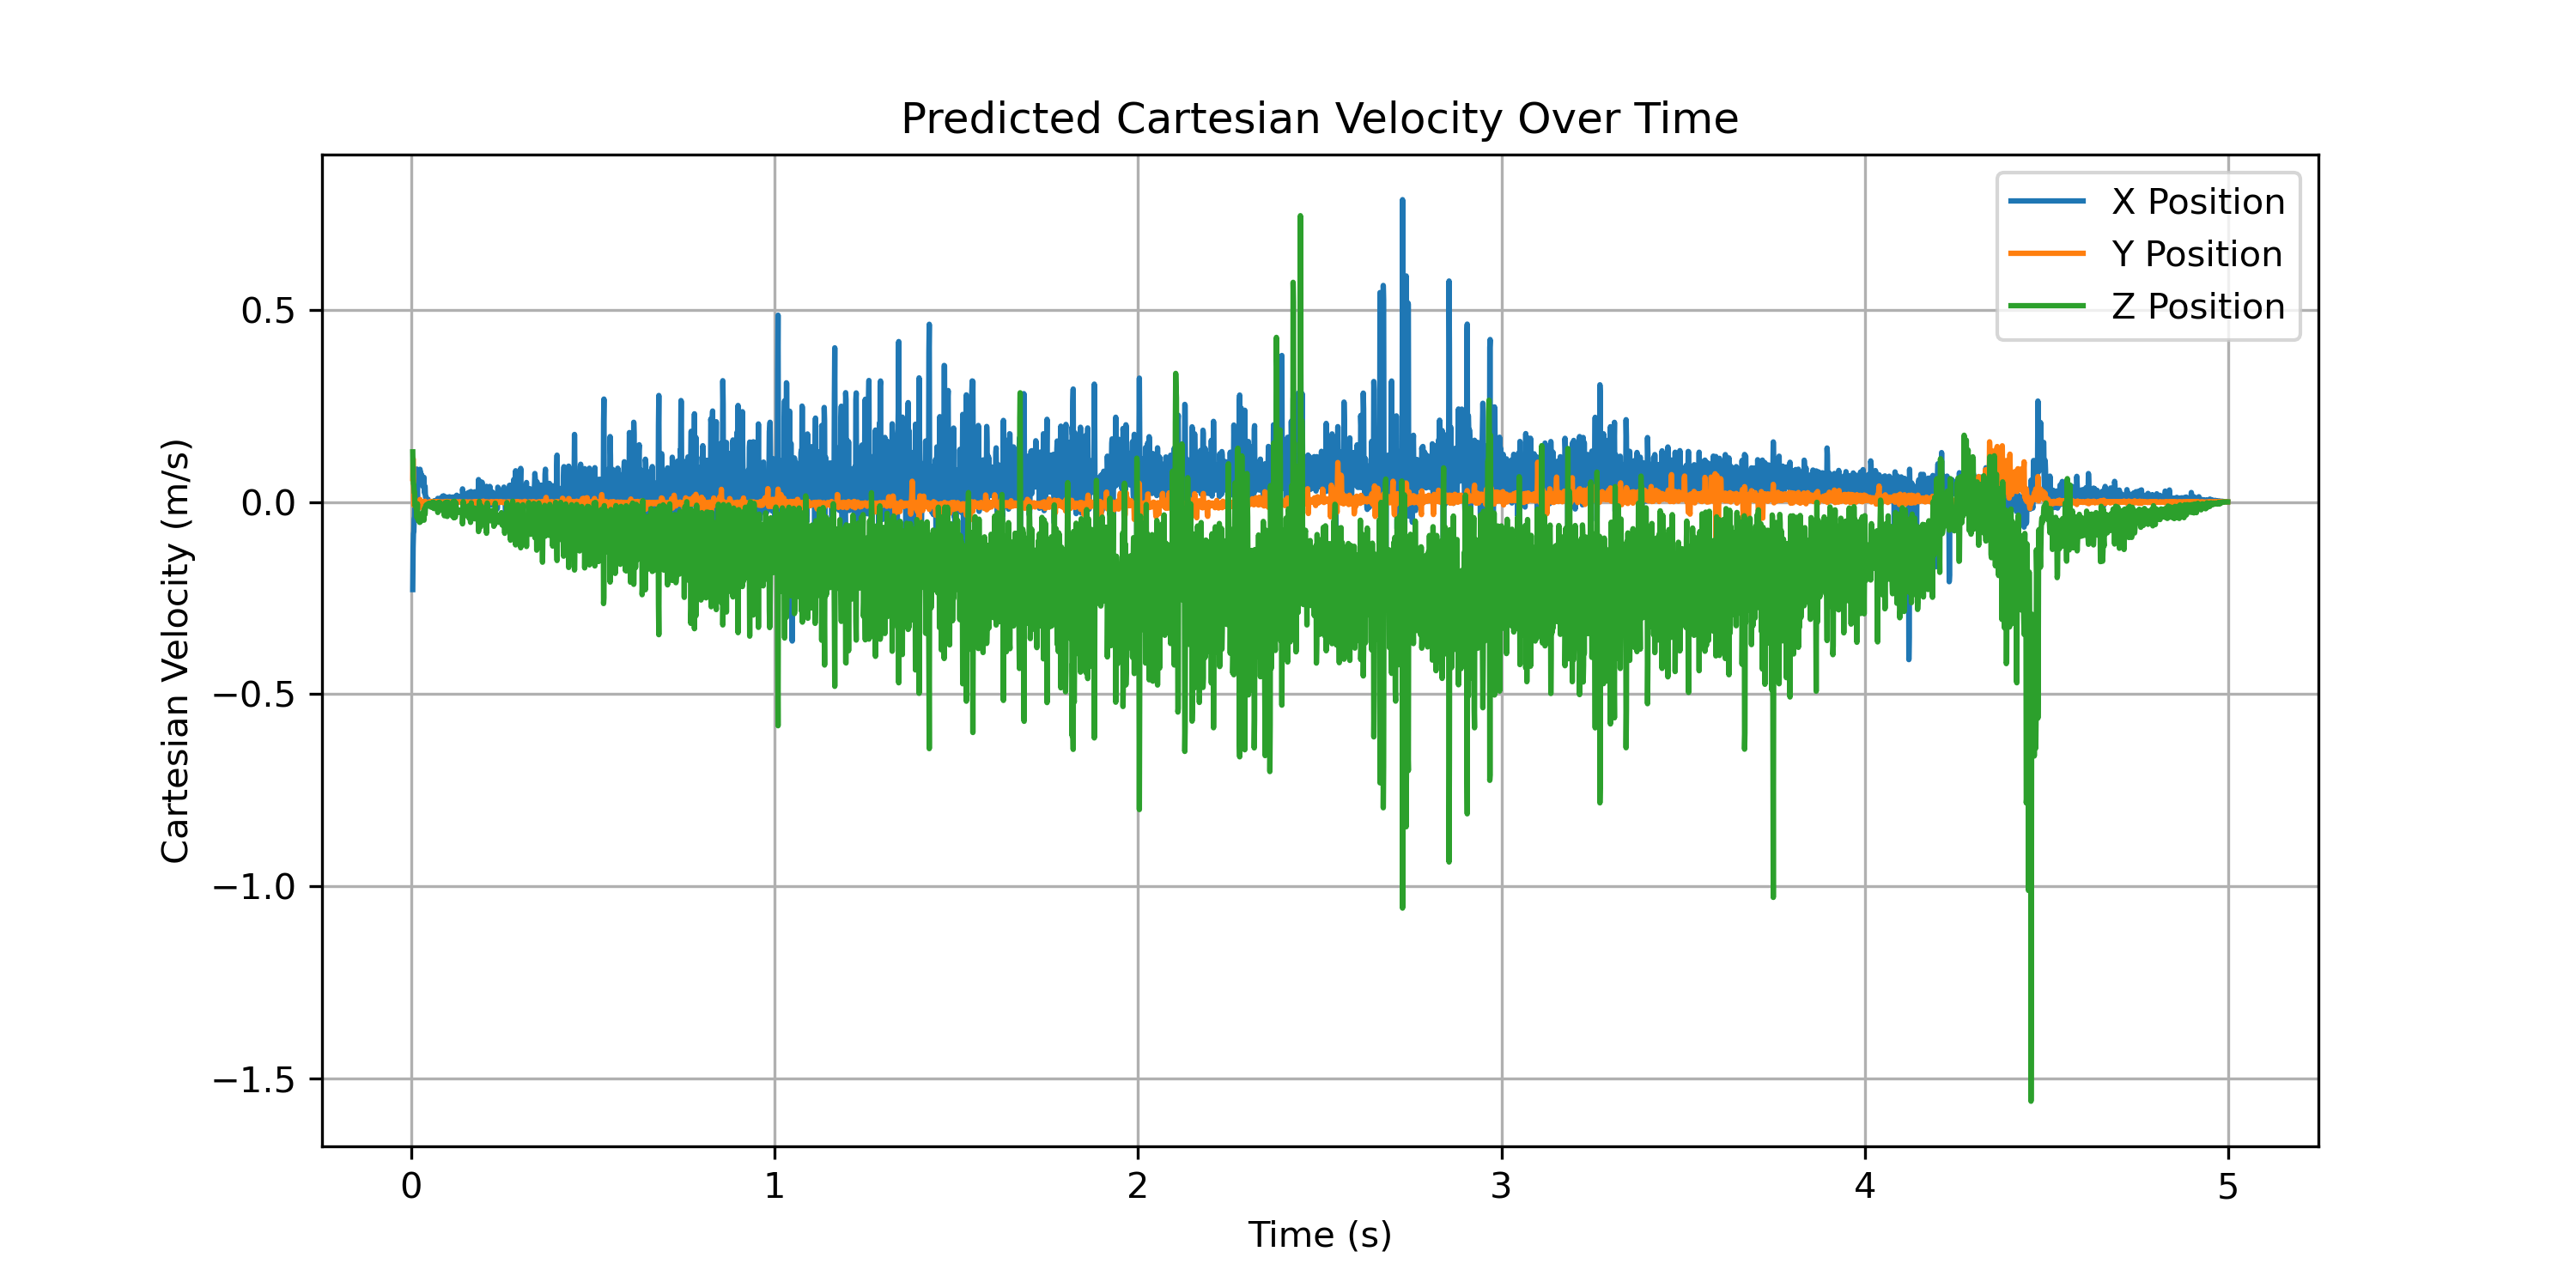 Predicted Cartesian Velocity Over Time
X Position
Y Position
Z Position
Cartesian Velocity (m/s)
0.5
0.0
−0.5
−1.0
−1.5
0 1 2 3 4 5
Time (s)